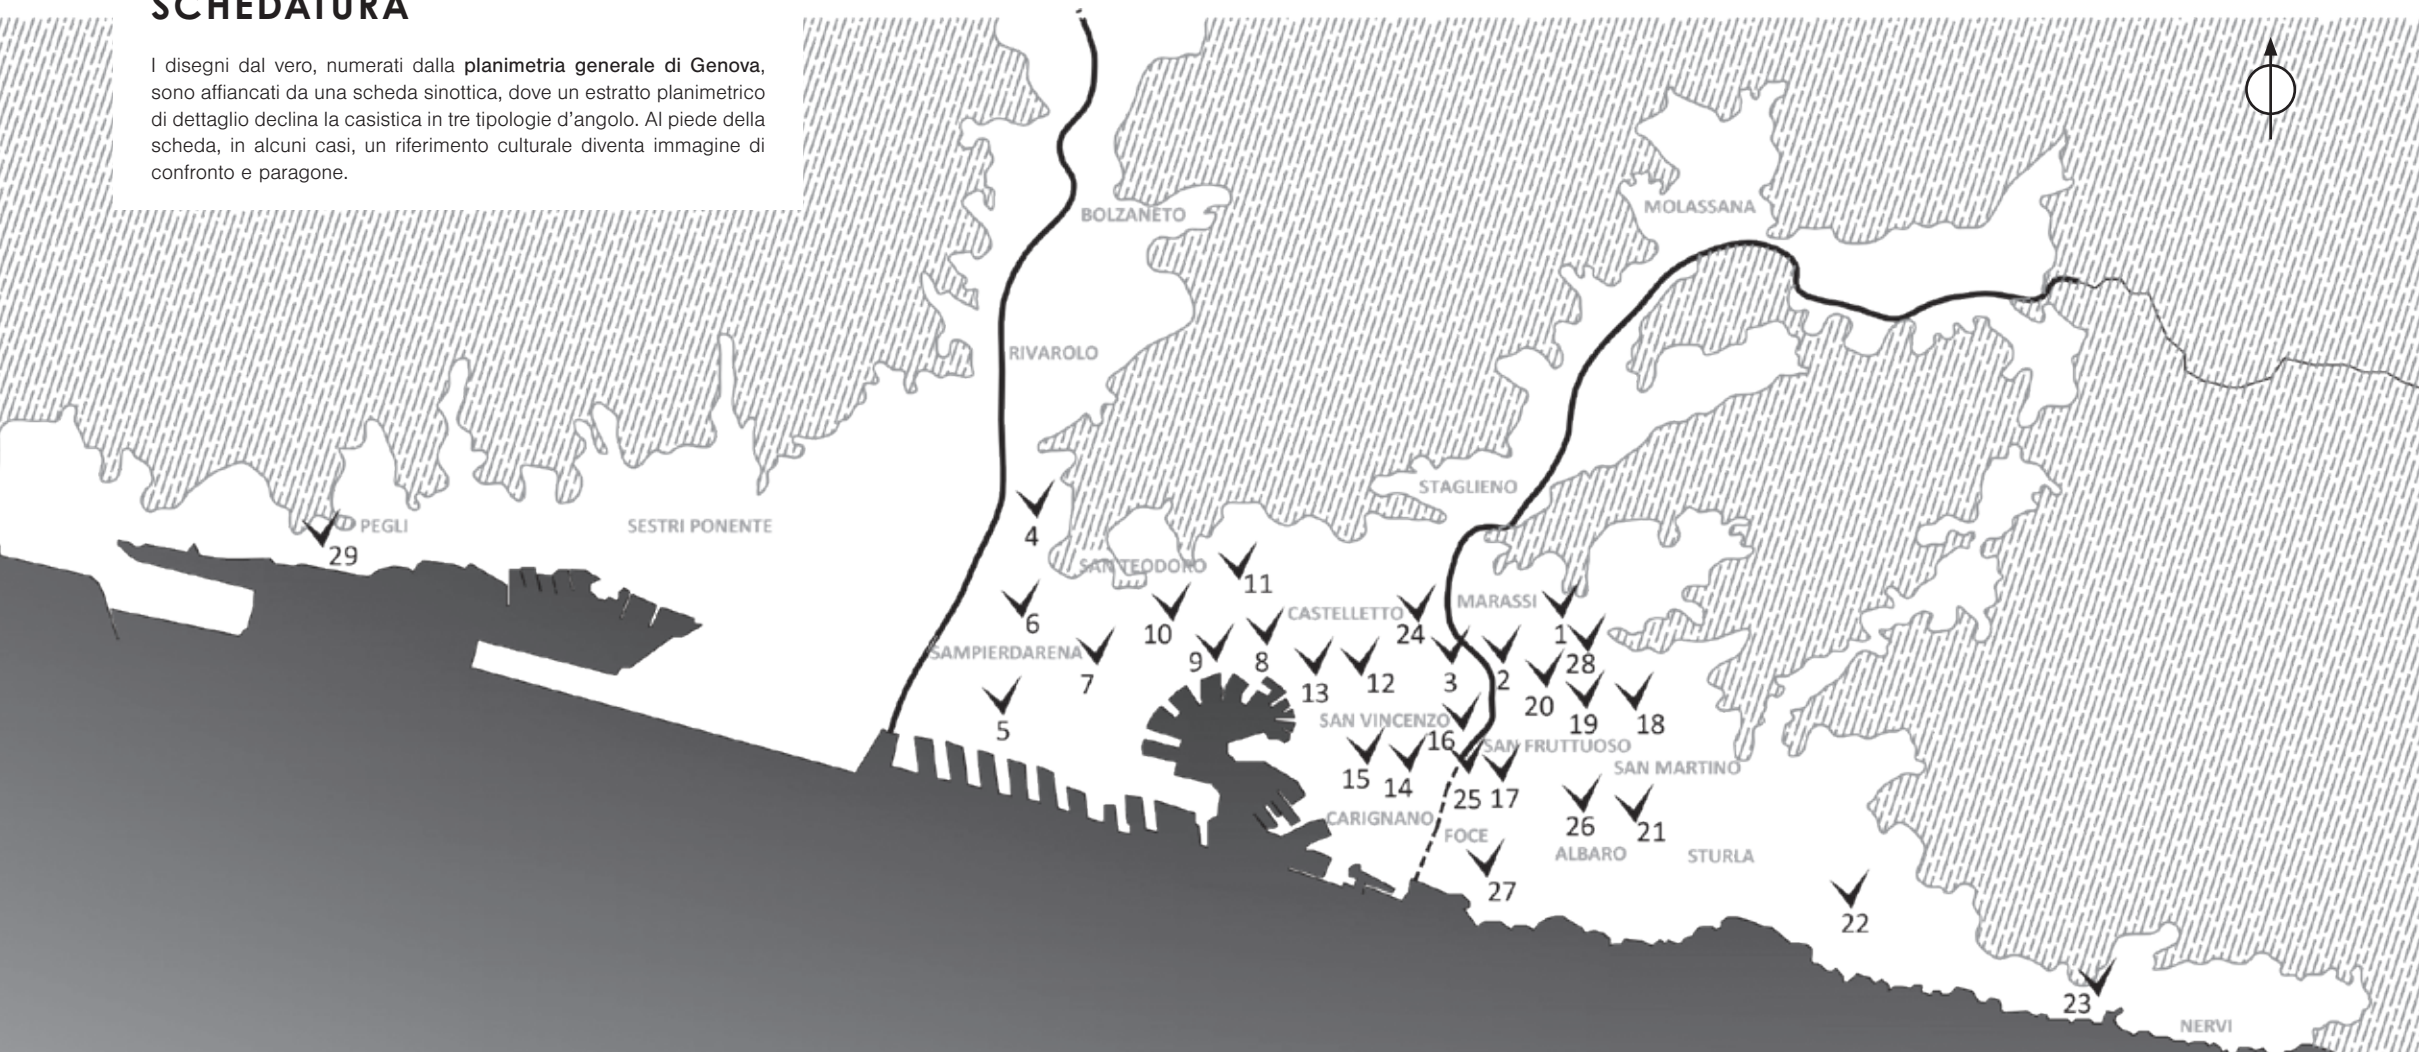 SCHEDATURA
I disegni dal vero, numerati dalla planimetria generale di Genova,
sono affiancati da una scheda sinottica, dove un estratto planimetrico
di dettaglio declina la casistica in tre tipologie d’angolo. Al piede della
scheda, in alcuni casi, un riferimento culturale diventa immagine di
confronto e paragone.
BOLZANETO
MOLASSANA
RIVAROLO
STAGLIENO
PEGLI
SESTRI PONENTE
29
4
SAN TEODORO
11
6
10
CASTELLETTO
24
MARASSI
1
SAMPIERDARENA
7
9
8
13
12
3
2
28
20
19
18
5
SAN VINCENZO
16
SAN FRUTTUOSO
SAN MARTINO
15
14
25
17
CARIGNANO
FOCE
26
21
ALBARO
STURLA
27
22
23
NERVI